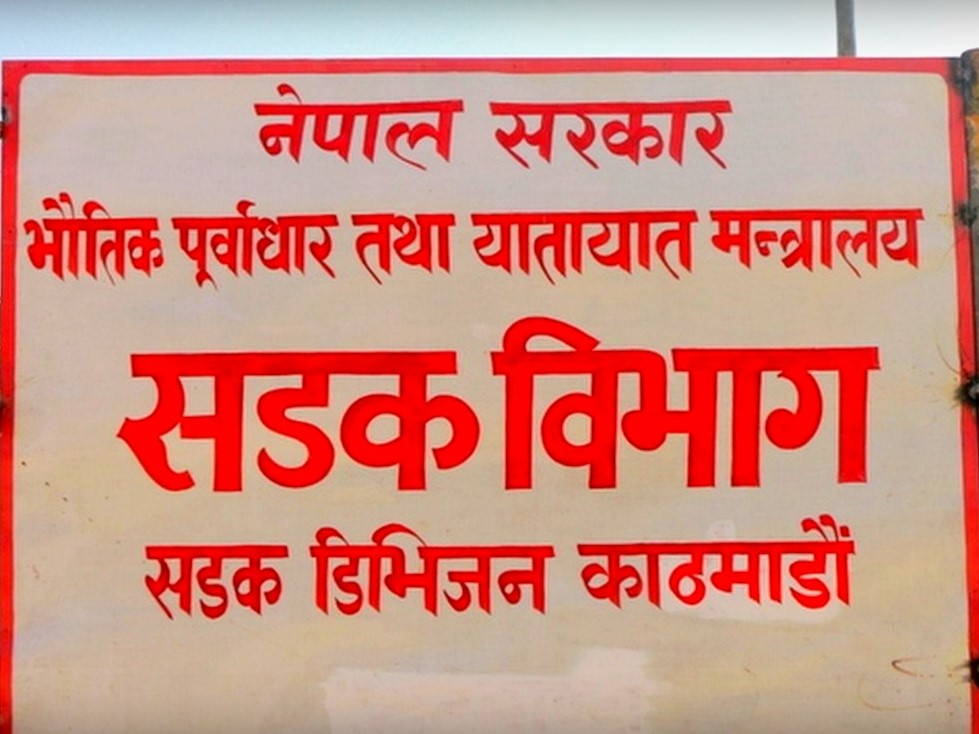 नेपाल सरकार
भौतिक पूर्वाधार तथा यातायात मन्त्रालय
सडक विभाग
सडक डिभिजन काठमाडौं